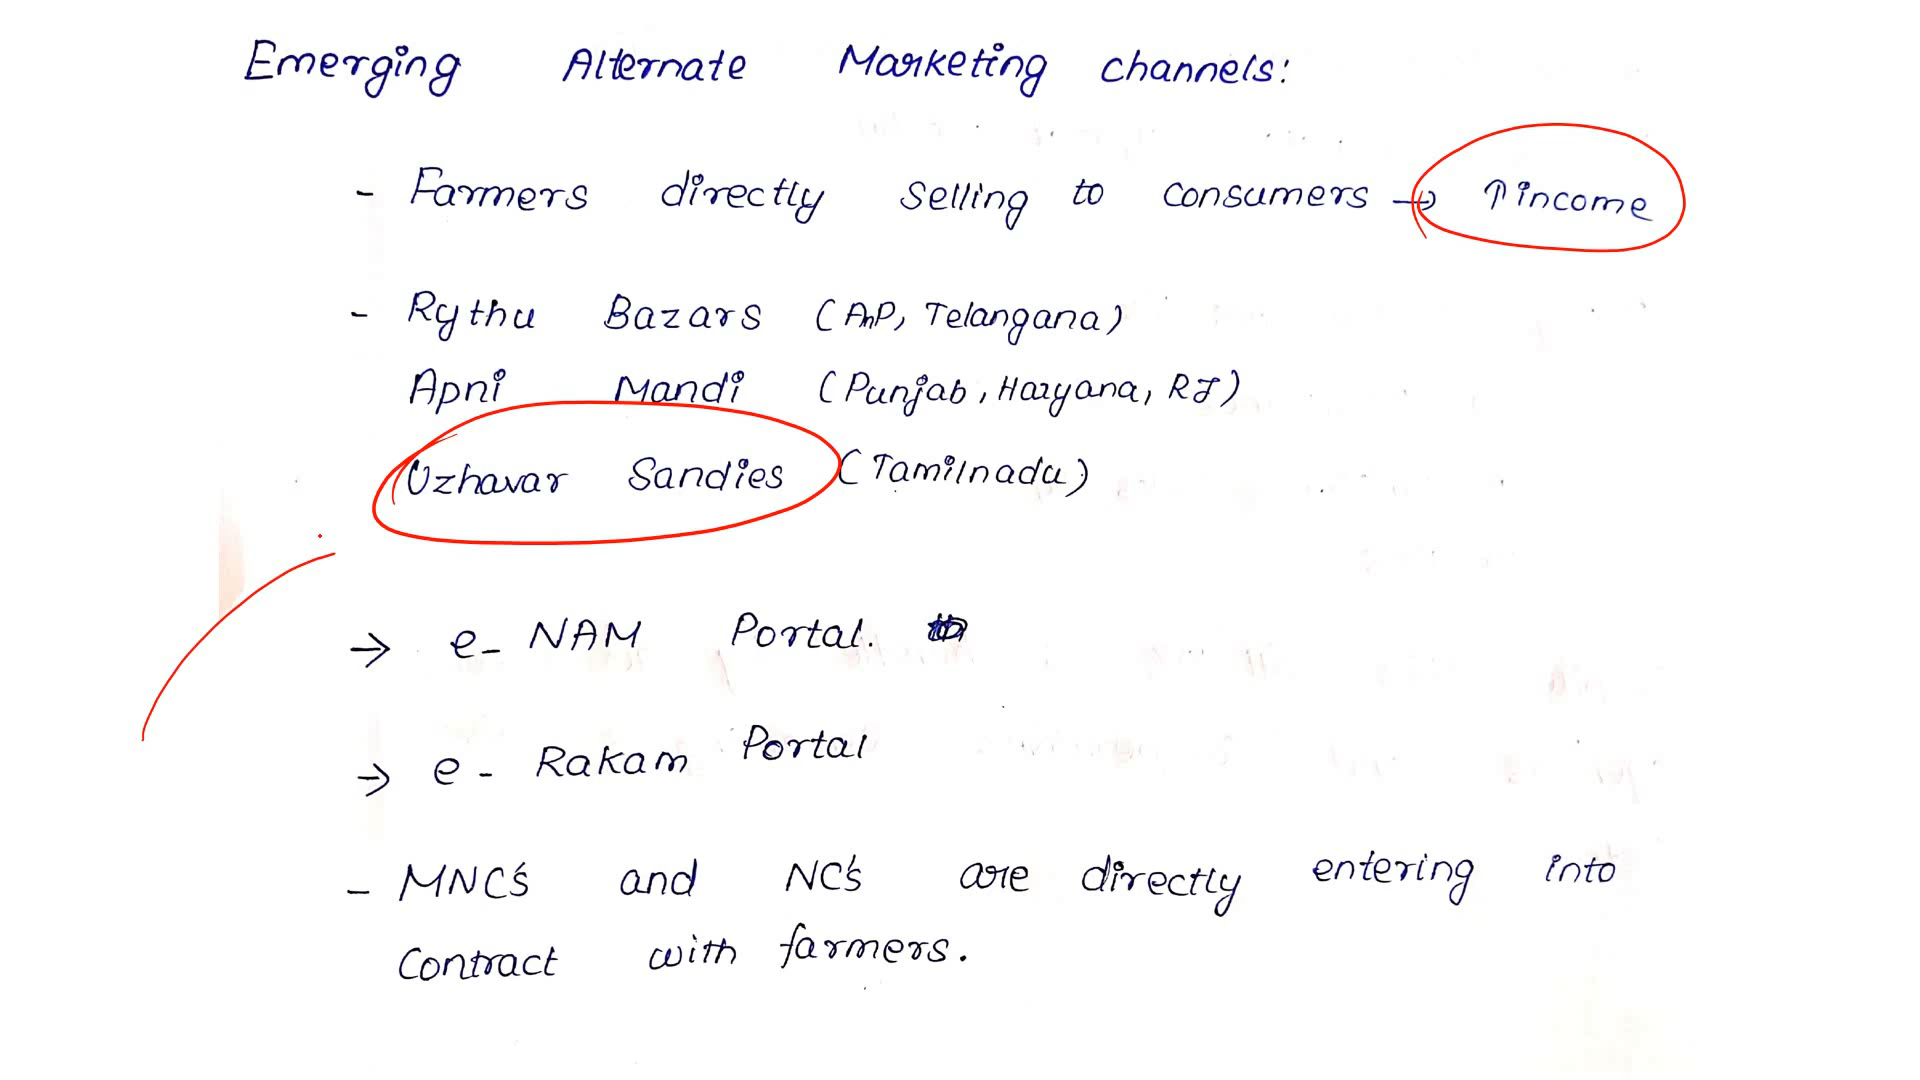 Emerging Alternate Marketing channels:
- Farmers directly selling to consumers → ↑income
- Rythu Bazars (AP, Telangana)
Apni Mandi (Punjab, Haryana, RJ)
Uzhavar Sandies (Tamilnadu)
→ e-NAM Portal.
→ e-Rakam Portal
- MNC's and NC's are directly entering into
contract with farmers.